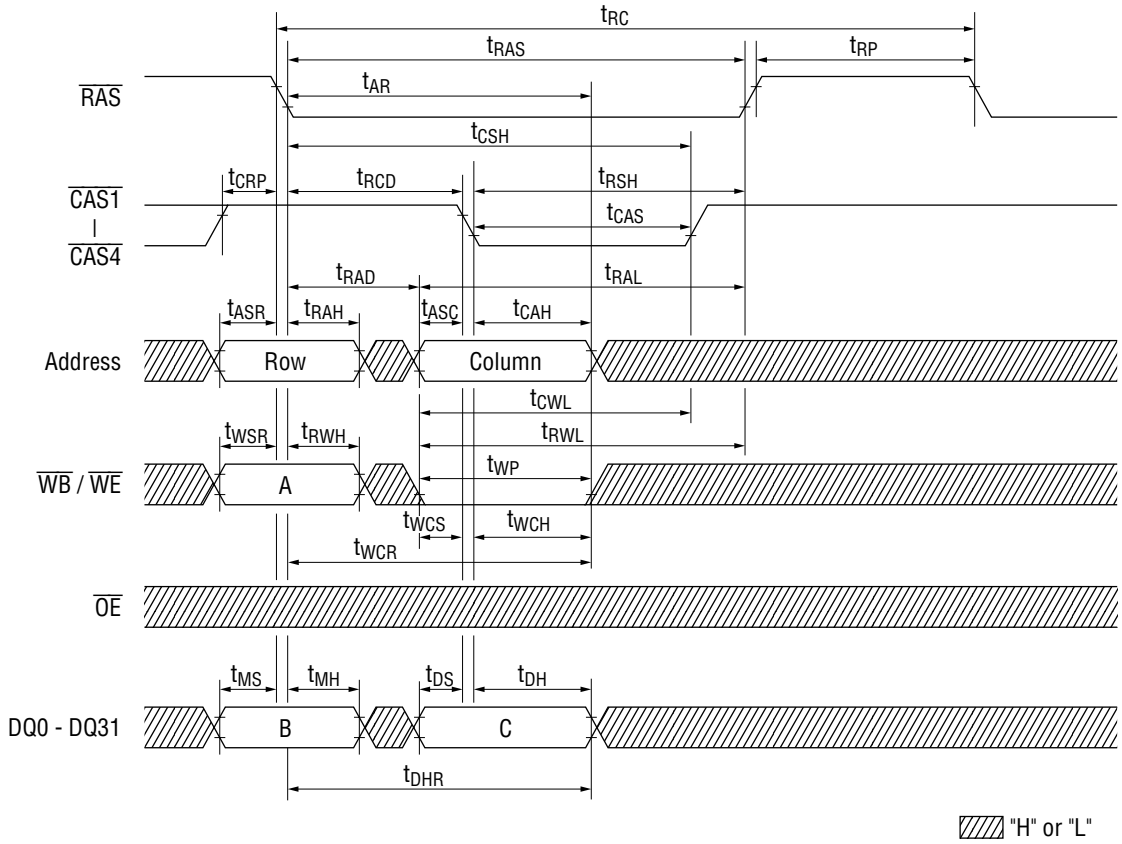 tRC
tRAS
tRP
tAR
RAS
tCSH
tCRP
tRCD
tRSH
CAS1
|
CAS4
tCAS
tRAD
tRAL
tASR
tRAH
tASC
tCAH
Address
Row
Column
tCWL
tWSR
tRWH
tRWL
tWP
WB / WE
A
tWCS
tWCH
tWCR
OE
tMS
tMH
tDS
tDH
DQ0 - DQ31
B
C
tDHR
"H" or "L"